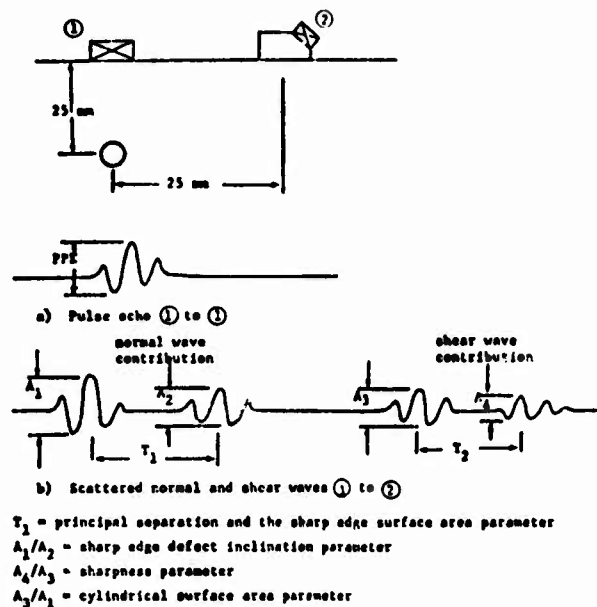 ① ②
25 mm
25 mm
PPE
a) Pulse echo ① to ①
normal wave contribution
shear wave contribution
A₁ A₂ A₃ A₄
T₁ T₂
b) Scattered normal and shear waves ① to ②
T₁ = principal separation and the sharp edge surface area parameter
A₁/A₂ = sharp edge defect inclination parameter
A₄/A₃ = sharpness parameter
A₃/A₁ = cylindrical surface area parameter